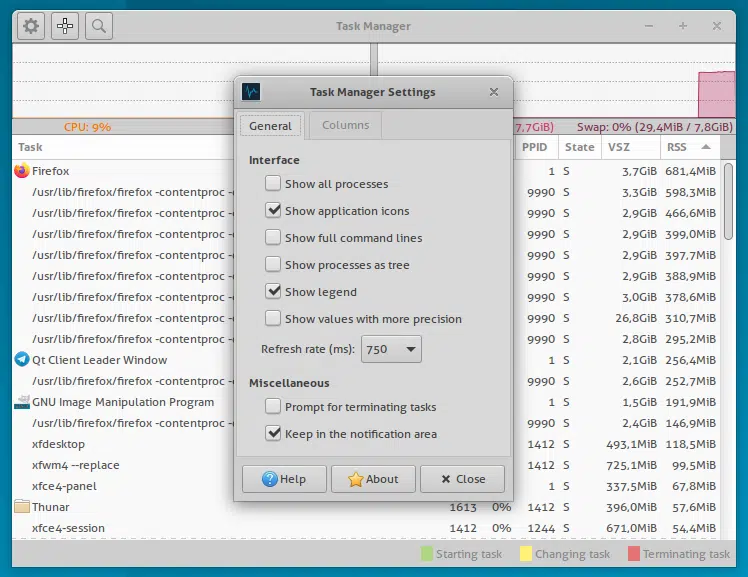 Task Manager
CPU: 9%
7,7GiB)
Swap: 0% (29,4MiB / 7,8GiB)
Task Manager Settings
General
Columns
Interface
Show all processes
Show application icons
Show full command lines
Show processes as tree
Show legend
Show values with more precision
Refresh rate (ms):
750
Miscellaneous
Prompt for terminating tasks
Keep in the notification area
Help
About
Close
Task PPID State VSZ RSS
Firefox 1 S 3,7GiB 681,4MiB
/usr/lib/firefox/firefox -contentproc 9990 S 3,3GiB 598,3MiB
/usr/lib/firefox/firefox -contentproc 9990 S 2,9GiB 466,6MiB
/usr/lib/firefox/firefox -contentproc 9990 S 2,9GiB 399,0MiB
/usr/lib/firefox/firefox -contentproc 9990 S 2,9GiB 397,7MiB
/usr/lib/firefox/firefox -contentproc 9990 S 2,9GiB 388,9MiB
/usr/lib/firefox/firefox -contentproc 9990 S 3,0GiB 378,6MiB
/usr/lib/firefox/firefox -contentproc 9990 S 26,8GiB 310,7MiB
/usr/lib/firefox/firefox -contentproc 9990 S 2,8GiB 295,2MiB
Qt Client Leader Window 1 S 2,1GiB 256,4MiB
/usr/lib/firefox/firefox -contentproc 9990 S 2,6GiB 252,7MiB
GNU Image Manipulation Program 1 S 1,5GiB 191,9MiB
/usr/lib/firefox/firefox -contentproc 9990 S 2,4GiB 146,9MiB
xfdesktop 1412 S 493,1MiB 118,5MiB
xfwm4 --replace 1412 S 725,1MiB 99,5MiB
xfce4-panel 1 S 337,5MiB 67,8MiB
Thunar 1613 0% 1412 S 396,0MiB 57,6MiB
xfce4-session 1412 0% 1244 S 671,0MiB 54,4MiB
Starting task
Changing task
Terminating task